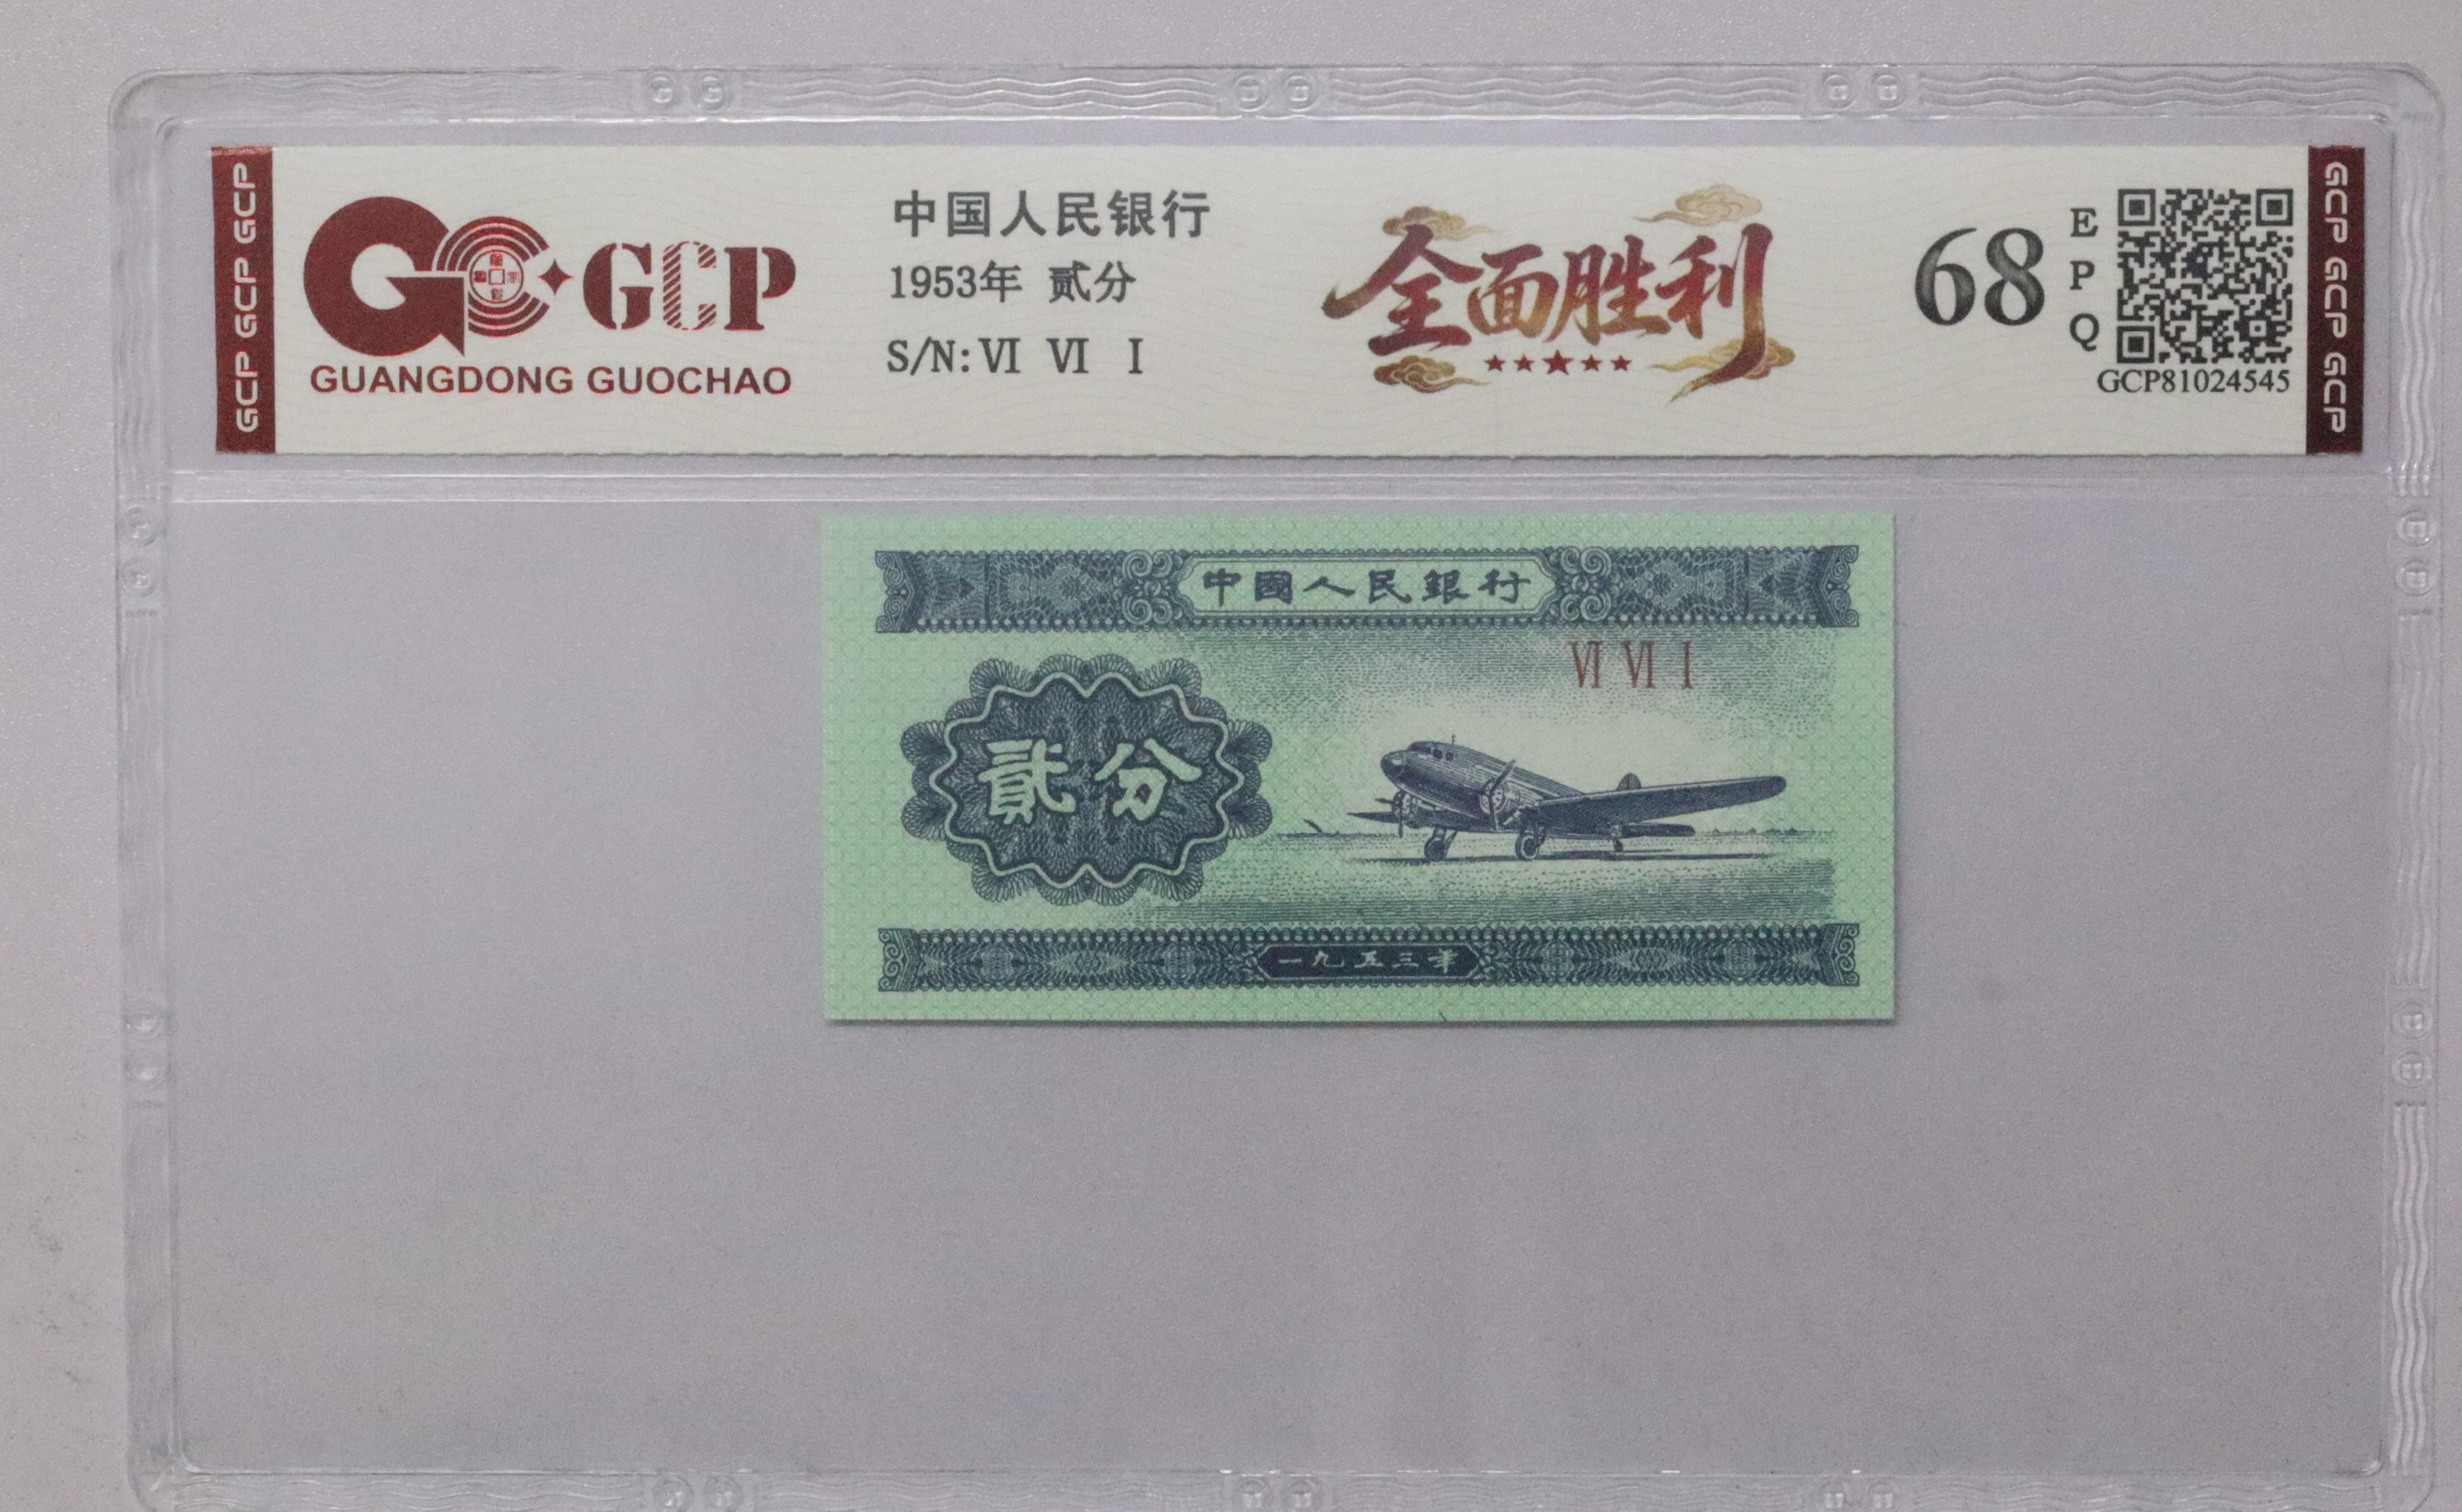 GCP GCP GCP
GCP
GUANGDONG GUOCHAO
中国人民银行
1953年 贰分
S/N: VI VI I
全面胜利
68
E
P
Q
GCP81024545
GCP GCP GCP
中國人民銀行
VI VI I
貳分
一九五三年